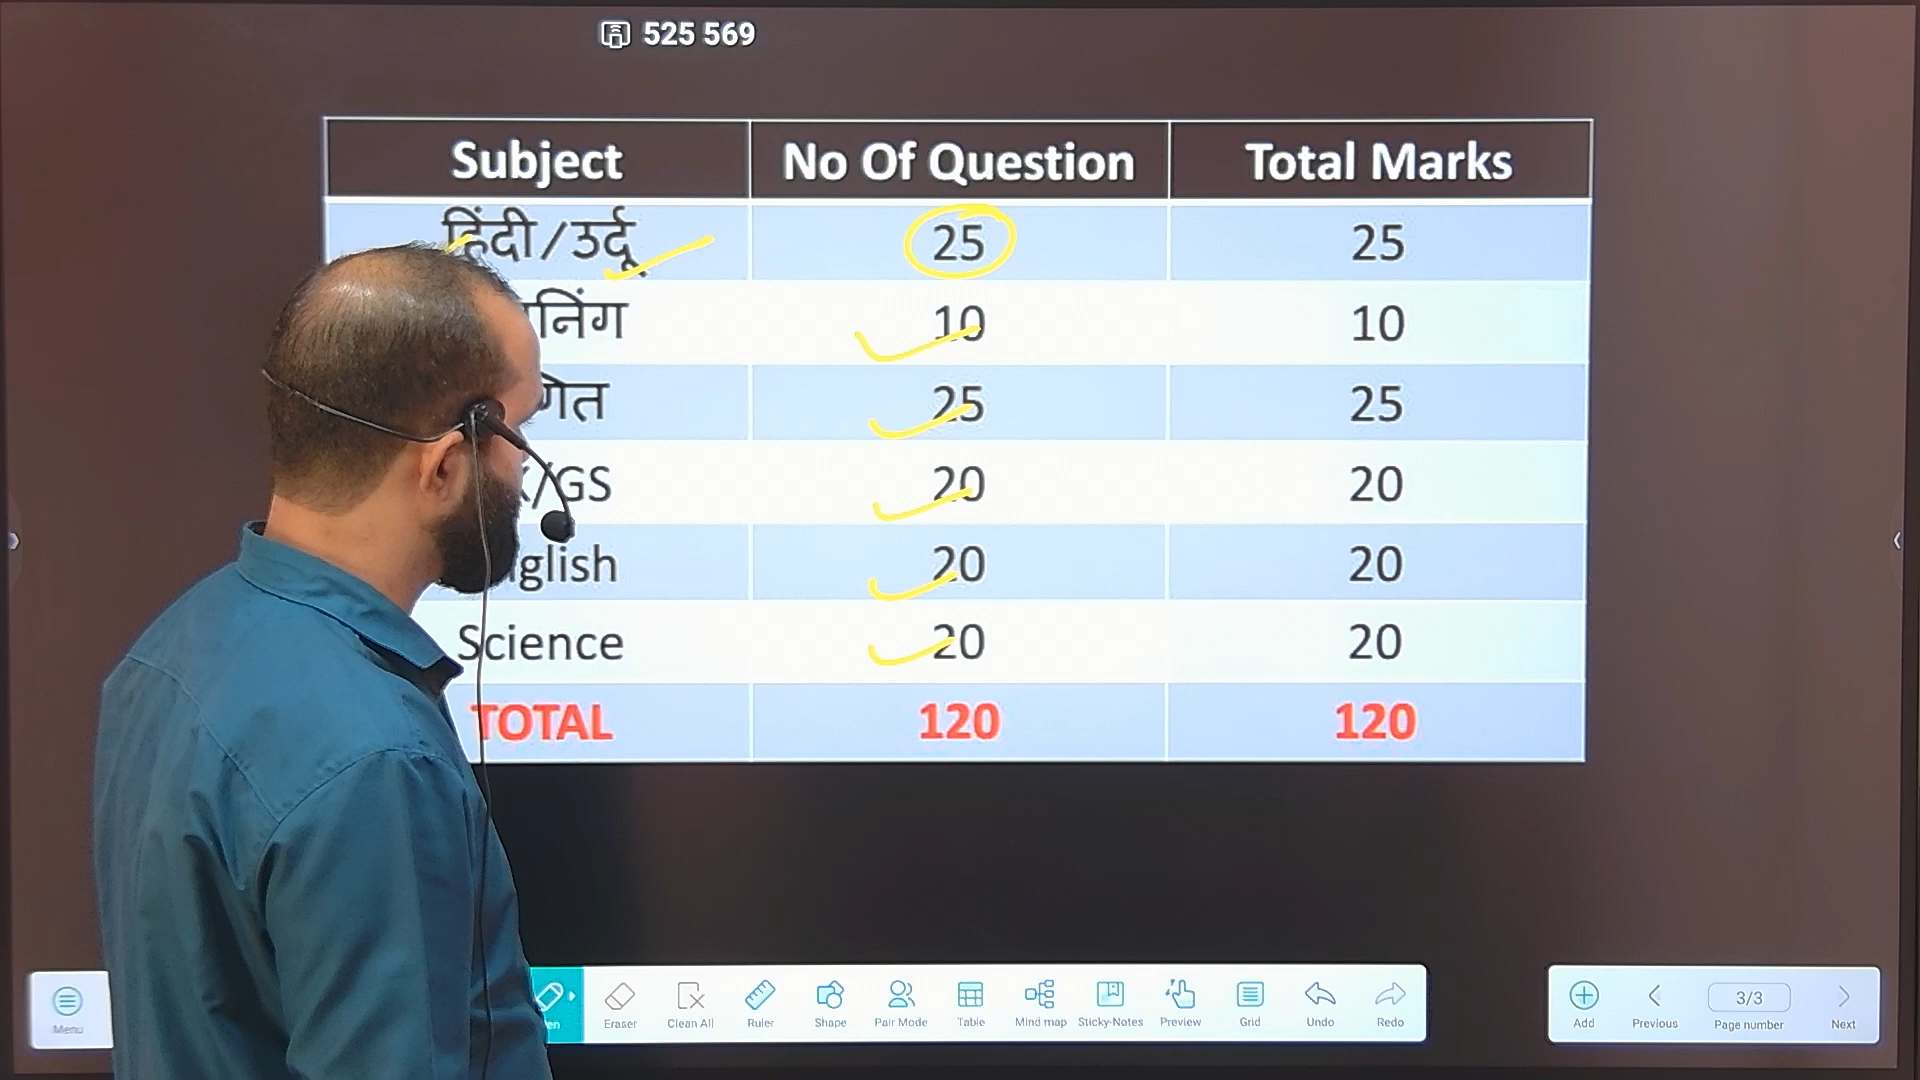 525 569
Subject No Of Question Total Marks
हिंदी/उर्दू 25 25
10 10
25 25
/GS 20 20
20 20
Science 20 20
TOTAL 120 120
Menu Eraser Clean All Ruler Shape Pair Mode Table Mind map Sticky-Notes Preview Grid Undo Redo Add Previous 3/3 Page number Next